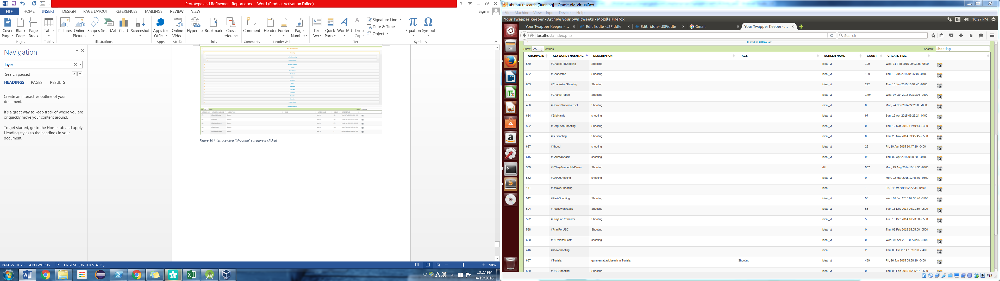 Prototype and Refinement Report.docx - Word (Product Activation Failed)
FILE HOME INSERT DESIGN PAGE LAYOUT REFERENCES MAILINGS REVIEW VIEW Sign in
Cover Page Blank Page Page Break Table Pictures Online Pictures Shapes SmartArt Chart Screenshot Apps for Office Online Video Hyperlink Bookmark Cross-reference Comment Header Footer Page Number Text Box Quick Parts WordArt Drop Cap Signature Line Date & Time Object Equation Symbol
Pages Tables Illustrations Apps Media Links Comments Header & Footer Text Symbols
Navigation
layer
Search paused
HEADINGS PAGES RESULTS
Create an interactive outline of your
document.
It's a great way to keep track of where you are
or quickly move your content around.
To get started, go to the Home tab and apply
Heading styles to the headings in your
document.
Figure 16 interface after "shooting" category is clicked
PAGE 27 OF 28 4193 WORDS ENGLISH (UNITED STATES) 90%
KO A 漢 10:27 PM
4/19/2016
ubuntu research [Running] - Oracle VM VirtualBox
File Machine View Input Devices Help
Your Twapper Keeper - Archive your own tweets - Mozilla Firefox En 10:27 PM
Your Twapper Keeper - ... Edit fiddle - JSFiddle Edit fiddle - JSFiddle Gmail Your Twapper Keeper - ...
localhost/index.php Search
Natural Disaster
Show 25 entries Search: Shooting
ARCHIVE ID KEYWORD / HASHTAG DESCRIPTION TAGS SCREEN NAME COUNT CREATE TIME
570 #ChapelHillShooting Shooting ideal_vt 199 Wed, 11 Feb 2015 09:03:38 -0500
682 #Charleston Shooting ideal_vt 169 Thu, 18 Jun 2015 04:47:07 -0400
683 #CharlestonShooting Shooting ideal_vt 272 Thu, 18 Jun 2015 10:57:43 -0400
543 #CharlieHebdo Shooting ideal_vt 1494 Wed, 07 Jan 2015 09:39:06 -0500
466 #DarrenWilsonVerdict Shooting ideal_vt 0 Mon, 24 Nov 2014 22:26:00 -0500
634 #EricHarris shooting ideal_vt 97 Sun, 12 Apr 2015 09:29:24 -0400
592 #FergusonShooting Shooting ideal_vt 0 Thu, 12 Mar 2015 11:49:44 -0400
459 #fsushooting Shooting ideal_vt 0 Thu, 20 Nov 2014 09:45:45 -0500
627 #fthood shooting ideal_vt 26 Fri, 10 Apr 2015 10:47:19 -0400
615 #GarissaAttack shooting ideal_vt 931 Thu, 02 Apr 2015 08:05:00 -0400
365 #IfTheyGunnedMeDown Shooting dlrl 557 Mon, 25 Aug 2014 10:14:36 -0400
582 #LAPDShooting shooting ideal_vt 0 Mon, 02 Mar 2015 12:43:07 -0500
441 #OttawaShooting ideal 1 Fri, 24 Oct 2014 02:22:38 -0400
542 #ParisShooting Shooting ideal_vt 55 Wed, 07 Jan 2015 09:38:40 -0500
504 #PeshawarAttack Shooting ideal_vt 53 Tue, 16 Dec 2014 09:21:50 -0500
522 #PrayForPeshawar Shooting ideal_vt 5 Tue, 16 Dec 2014 16:23:30 -0500
568 #PrayForUSC Shooting ideal_vt 0 Thu, 05 Feb 2015 15:05:00 -0500
620 #RIPWalterScott shooting ideal_vt 0 Wed, 08 Apr 2015 05:34:05 -0400
416 #shawshooting ideal 2 Thu, 09 Oct 2014 10:10:00 -0400
687 #Tunisia gunmen attack beach in Tunisia Shooting ideal_vt 489 Fri, 26 Jun 2015 08:58:19 -0400
569 #USCShooting Shooting ideal_vt 0 Thu, 05 Feb 2015 15:05:37 -0500
F12